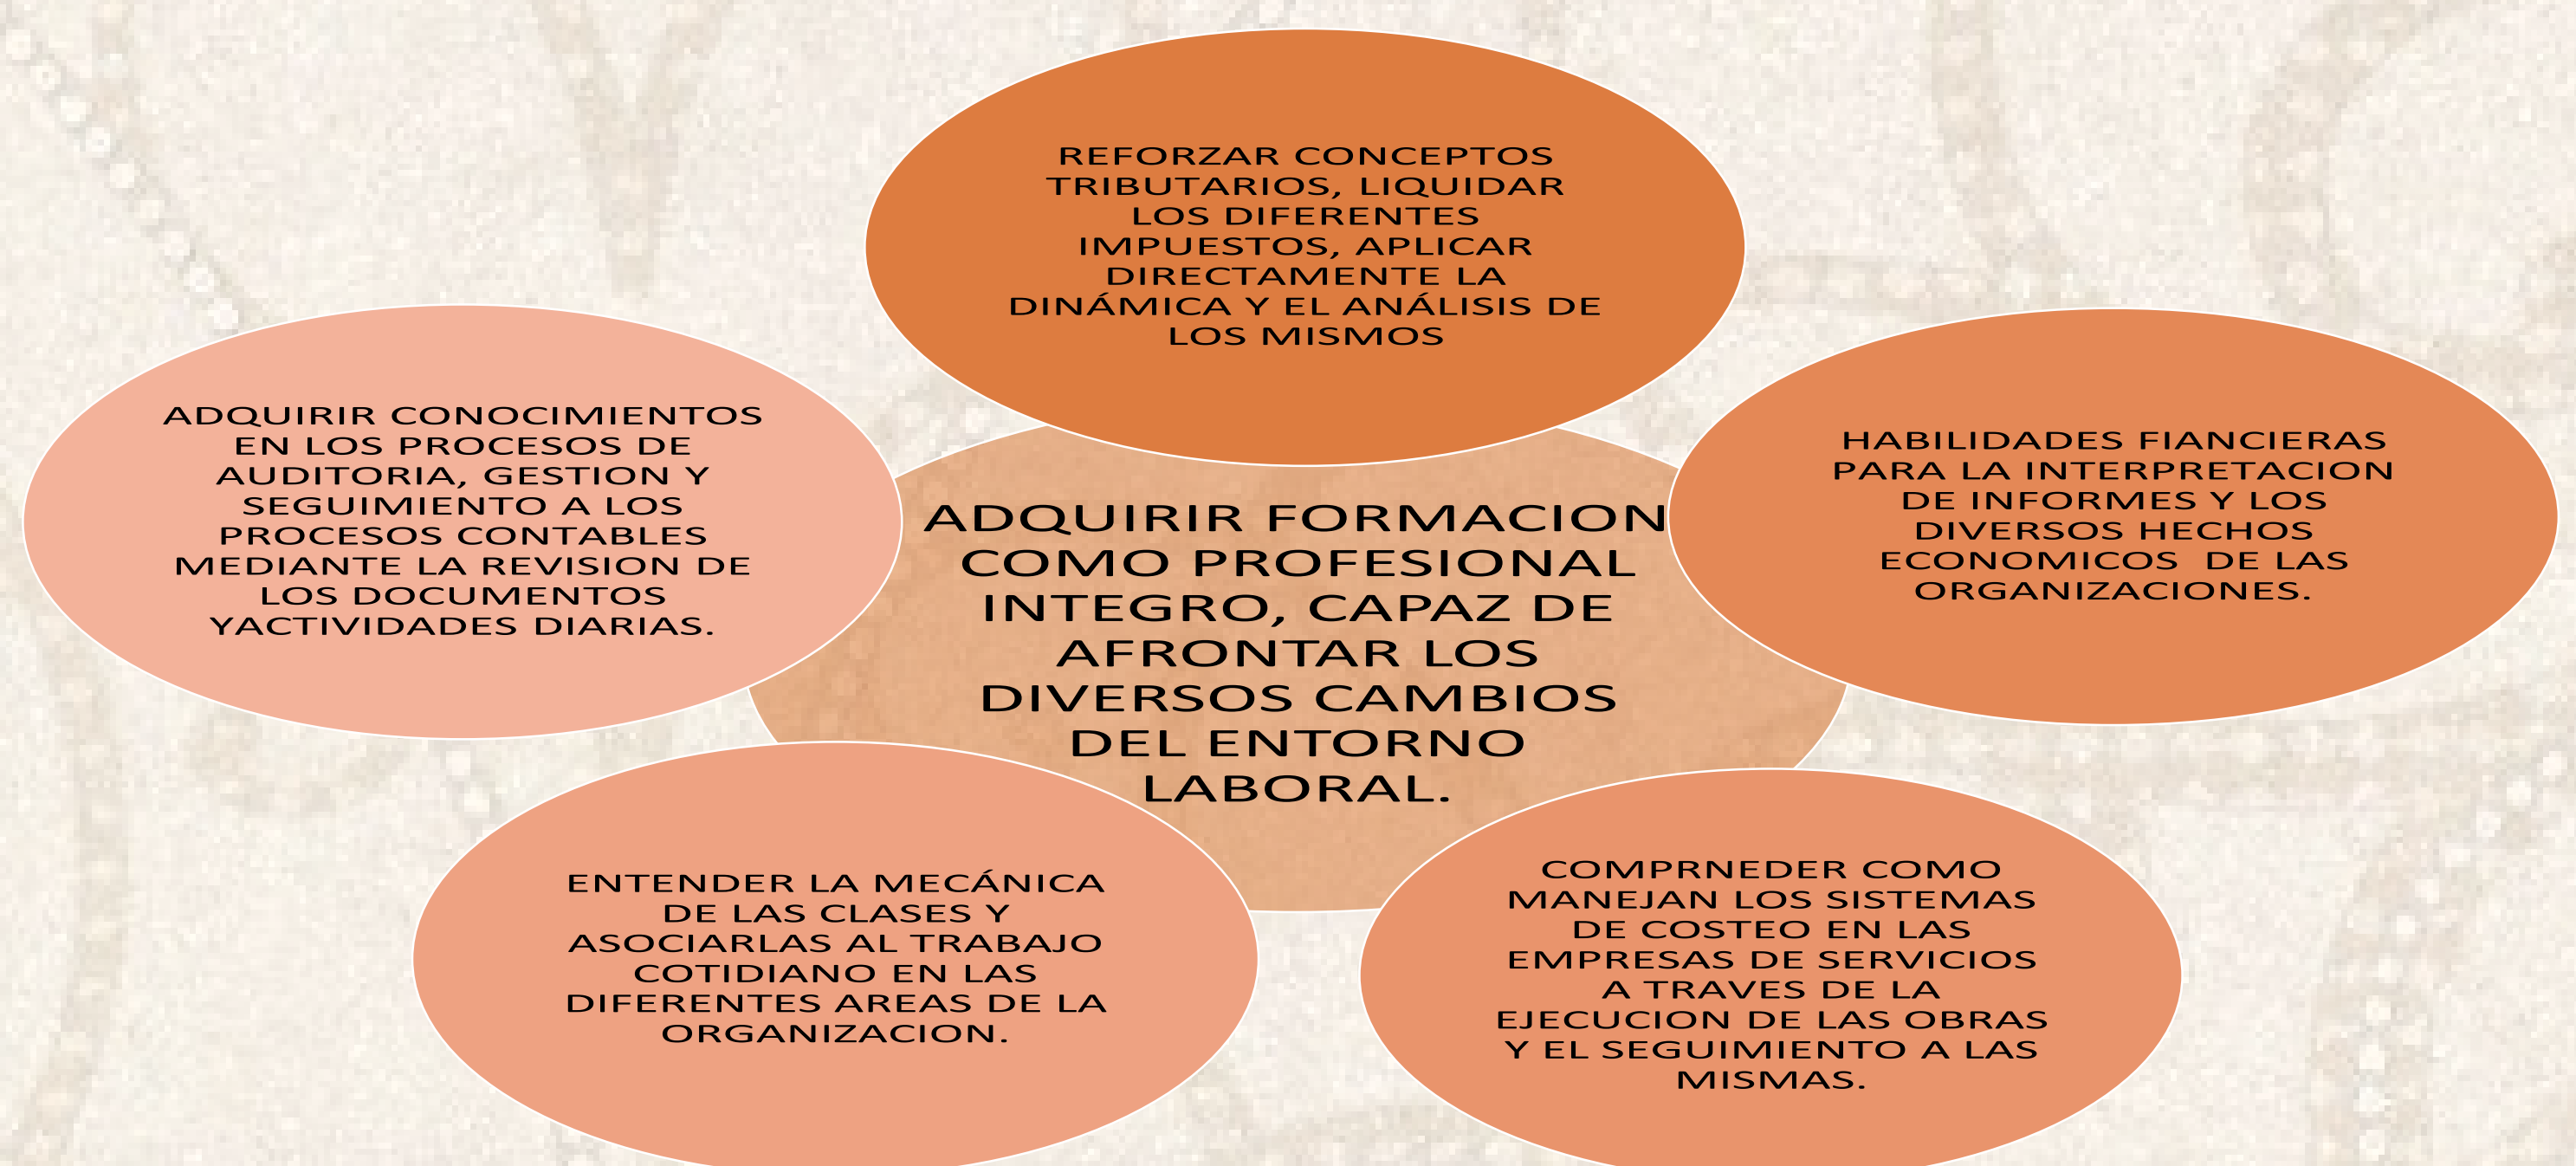 REFORZAR CONCEPTOS
TRIBUTARIOS, LIQUIDAR
LOS DIFERENTES
IMPUESTOS, APLICAR
DIRECTAMENTE LA
DINÁMICA Y EL ANÁLISIS DE
LOS MISMOS
ADQUIRIR CONOCIMIENTOS
EN LOS PROCESOS DE
AUDITORIA, GESTION Y
SEGUIMIENTO A LOS
PROCESOS CONTABLES
MEDIANTE LA REVISION DE
LOS DOCUMENTOS
YACTIVIDADES DIARIAS.
ADQUIRIR FORMACION
COMO PROFESIONAL
INTEGRO, CAPAZ DE
AFRONTAR LOS
DIVERSOS CAMBIOS
DEL ENTORNO
LABORAL.
HABILIDADES FIANCIERAS
PARA LA INTERPRETACION
DE INFORMES Y LOS
DIVERSOS HECHOS
ECONOMICOS  DE LAS
ORGANIZACIONES.
ENTENDER LA MECÁNICA
DE LAS CLASES Y
ASOCIARLAS AL TRABAJO
COTIDIANO EN LAS
DIFERENTES AREAS DE LA
ORGANIZACION.
COMPRNEDER COMO
MANEJAN LOS SISTEMAS
DE COSTEO EN LAS
EMPRESAS DE SERVICIOS
A TRAVES DE LA
EJECUCION DE LAS OBRAS
Y EL SEGUIMIENTO A LAS
MISMAS.